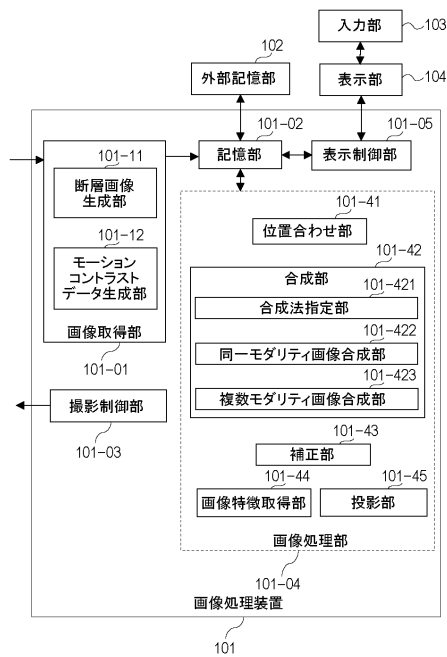 103
入力部
102
104
外部記憶部
表示部
101-02
101-05
101-11
記憶部
表示制御部
断層画像
生成部
101-41
101-12
位置合わせ部
モーション
コントラスト
データ生成部
101-42
合成部
101-421
合成法指定部
画像取得部
101-422
同一モダリティ画像合成部
101-01
101-423
複数モダリティ画像合成部
撮影制御部
101-43
101-03
補正部
101-44
101-45
画像特徴取得部
投影部
画像処理部
101-04
画像処理装置
101